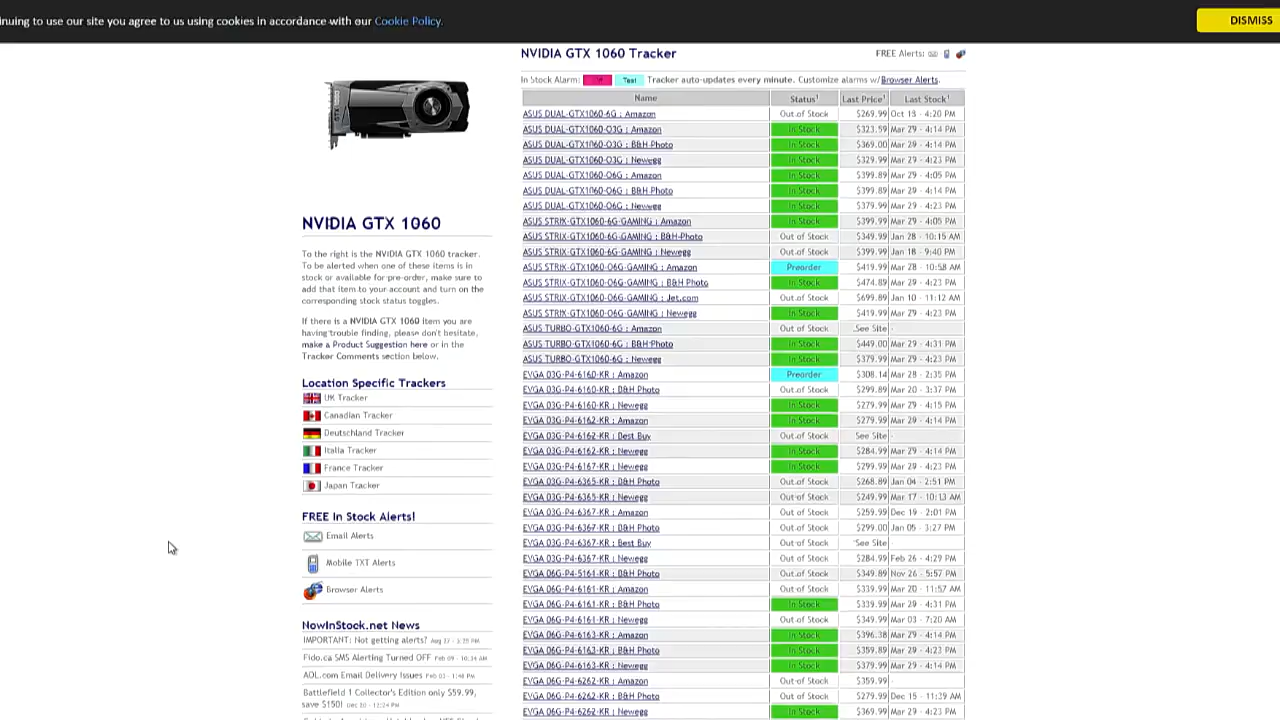 nuing to use our site you agree to us using cookies in accordance with our Cookie Policy.
DISMISS
NVIDIA GTX 1060 Tracker
FREE Alerts:
In Stock Alarm: Test Tracker auto-updates every minute. Customize alarms w/Browser Alerts.
Name Status¹ Last Price¹ Last Stock¹
ASUS DUAL-GTX1060-6G : Amazon Out of Stock $269.99 Oct 13 - 4:20 PM
ASUS DUAL-GTX1060-O3G : Amazon In Stock $323.59 Mar 29 - 4:14 PM
ASUS DUAL-GTX1060-O3G : B&H Photo In Stock $369.00 Mar 29 - 4:14 PM
ASUS DUAL-GTX1060-O3G : Newegg In Stock $329.99 Mar 29 - 4:23 PM
ASUS DUAL-GTX1060-O6G : Amazon In Stock $399.89 Mar 29 - 4:05 PM
ASUS DUAL-GTX1060-O6G : B&H Photo In Stock $399.89 Mar 29 - 4:14 PM
ASUS DUAL-GTX1060-O6G : Newegg In Stock $379.99 Mar 29 - 4:23 PM
ASUS STRIX-GTX1060-6G-GAMING : Amazon In Stock $399.99 Mar 29 - 4:05 PM
ASUS STRIX-GTX1060-6G-GAMING : B&H Photo Out of Stock $349.99 Jan 28 - 10:15 AM
ASUS STRIX-GTX1060-6G-GAMING : Newegg Out of Stock $399.99 Jan 18 - 9:40 PM
ASUS STRIX-GTX1060-O6G-GAMING : Amazon Preorder $419.99 Mar 28 - 10:58 AM
ASUS STRIX-GTX1060-O6G-GAMING : B&H Photo In Stock $474.89 Mar 29 - 4:23 PM
ASUS STRIX-GTX1060-O6G-GAMING : Jet.com Out of Stock $699.89 Jan 10 - 11:12 AM
ASUS STRIX-GTX1060-O6G-GAMING : Newegg In Stock $419.99 Mar 29 - 4:23 PM
ASUS TURBO-GTX1060-6G : Amazon Out of Stock See Site -
ASUS TURBO-GTX1060-6G : B&H Photo In Stock $449.00 Mar 29 - 4:31 PM
ASUS TURBO-GTX1060-6G : Newegg In Stock $379.99 Mar 29 - 4:23 PM
EVGA 03G-P4-6160-KR : Amazon Preorder $308.14 Mar 28 - 2:35 PM
EVGA 03G-P4-6160-KR : B&H Photo Out of Stock $299.89 Mar 20 - 3:37 PM
EVGA 03G-P4-6160-KR : Newegg In Stock $279.99 Mar 29 - 4:15 PM
EVGA 03G-P4-6162-KR : Amazon In Stock $279.99 Mar 29 - 4:14 PM
EVGA 03G-P4-6162-KR : Best Buy Out of Stock See Site -
EVGA 03G-P4-6162-KR : Newegg In Stock $284.99 Mar 29 - 4:14 PM
EVGA 03G-P4-6167-KR : Newegg In Stock $299.99 Mar 29 - 4:23 PM
EVGA 03G-P4-6365-KR : B&H Photo Out of Stock $268.89 Jan 04 - 2:51 PM
EVGA 03G-P4-6365-KR : Newegg Out of Stock $249.99 Mar 17 - 10:13 AM
EVGA 03G-P4-6367-KR : Amazon Out of Stock $259.99 Dec 19 - 2:01 PM
EVGA 03G-P4-6367-KR : B&H Photo Out of Stock $299.00 Jan 05 - 3:27 PM
EVGA 03G-P4-6367-KR : Best Buy Out of Stock See Site -
EVGA 03G-P4-6367-KR : Newegg Out of Stock $284.99 Feb 26 - 4:29 PM
EVGA 06G-P4-5161-KR : B&H Photo Out of Stock $349.89 Nov 26 - 5:57 PM
EVGA 06G-P4-6161-KR : Amazon Out of Stock $339.99 Mar 20 - 11:57 AM
EVGA 06G-P4-6161-KR : B&H Photo In Stock $339.99 Mar 29 - 4:31 PM
EVGA 06G-P4-6161-KR : Newegg Out of Stock $349.99 Mar 03 - 7:20 AM
EVGA 06G-P4-6163-KR : Amazon In Stock $396.38 Mar 29 - 4:14 PM
EVGA 06G-P4-6163-KR : B&H Photo In Stock $359.89 Mar 29 - 4:23 PM
EVGA 06G-P4-6163-KR : Newegg In Stock $379.99 Mar 29 - 4:14 PM
EVGA 06G-P4-6262-KR : Amazon Out of Stock $359.99 -
EVGA 06G-P4-6262-KR : B&H Photo Out of Stock $279.99 Dec 15 - 11:39 AM
EVGA 06G-P4-6262-KR : Newegg In Stock $369.99 Mar 29 - 4:23 PM
NVIDIA GTX 1060
To the right is the NVIDIA GTX 1060 tracker.
To be alerted when one of these items is in
stock or available for pre-order, make sure to
add that item to your account and turn on the
corresponding stock status toggles.
If there is a NVIDIA GTX 1060 item you are
having trouble finding, please don't hesitate,
make a Product Suggestion here or in the
Tracker Comments section below.
Location Specific Trackers
UK Tracker
Canadian Tracker
Deutschland Tracker
Italia Tracker
France Tracker
Japan Tracker
FREE In Stock Alerts!
Email Alerts
Mobile TXT Alerts
Browser Alerts
NowInStock.net News
IMPORTANT: Not getting alerts?
Fido.ca SMS Alerting Turned OFF
AOL.com Email Delivery Issues
Battlefield 1 Collector's Edition only $59.99,
save $150!